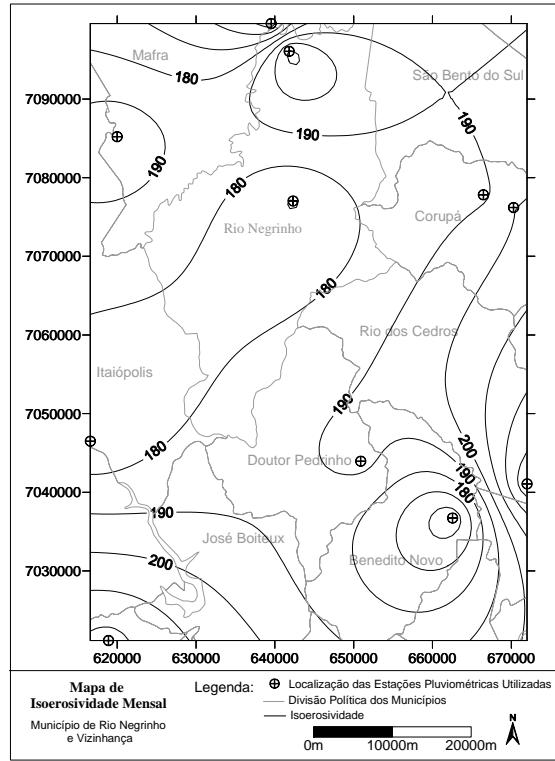 Mafra
180
São Bento do Sul
7090000
190
190
190
7080000
180
Corupá
Rio Negrinho
7070000
180
7060000
Rio dos Cedros
Itaiópolis
190
7050000
200
180
Doutor Pedrinho
190
180
7040000
190
José Boiteux
200
Benedito Novo
7030000
620000 630000 640000 650000 660000 670000
Mapa de
Isoerosividade Mensal
Município de Rio Negrinho
e Vizinhança
Legenda:
Localização das Estações Pluviométricas Utilizadas
Divisão Política dos Municípios
Isoerosividade
N
0m 10000m 20000m